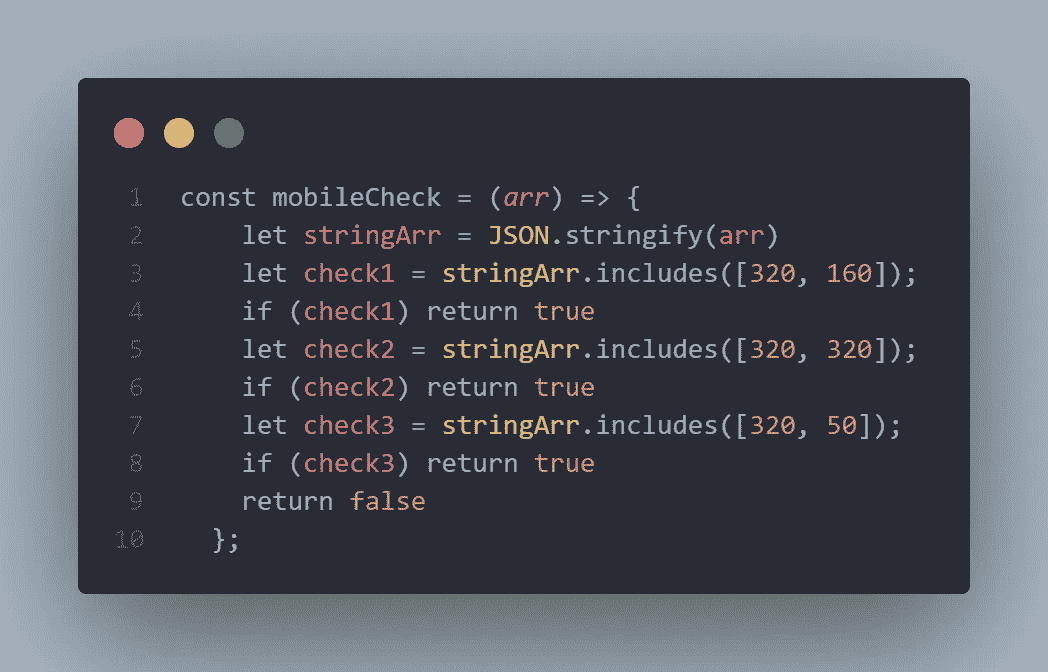 1 const mobileCheck = (arr) => {
2 let stringArr = JSON.stringify(arr)
3 let check1 = stringArr.includes([320, 160]);
4 if (check1) return true
5 let check2 = stringArr.includes([320, 320]);
6 if (check2) return true
7 let check3 = stringArr.includes([320, 50]);
8 if (check3) return true
9 return false
10 };